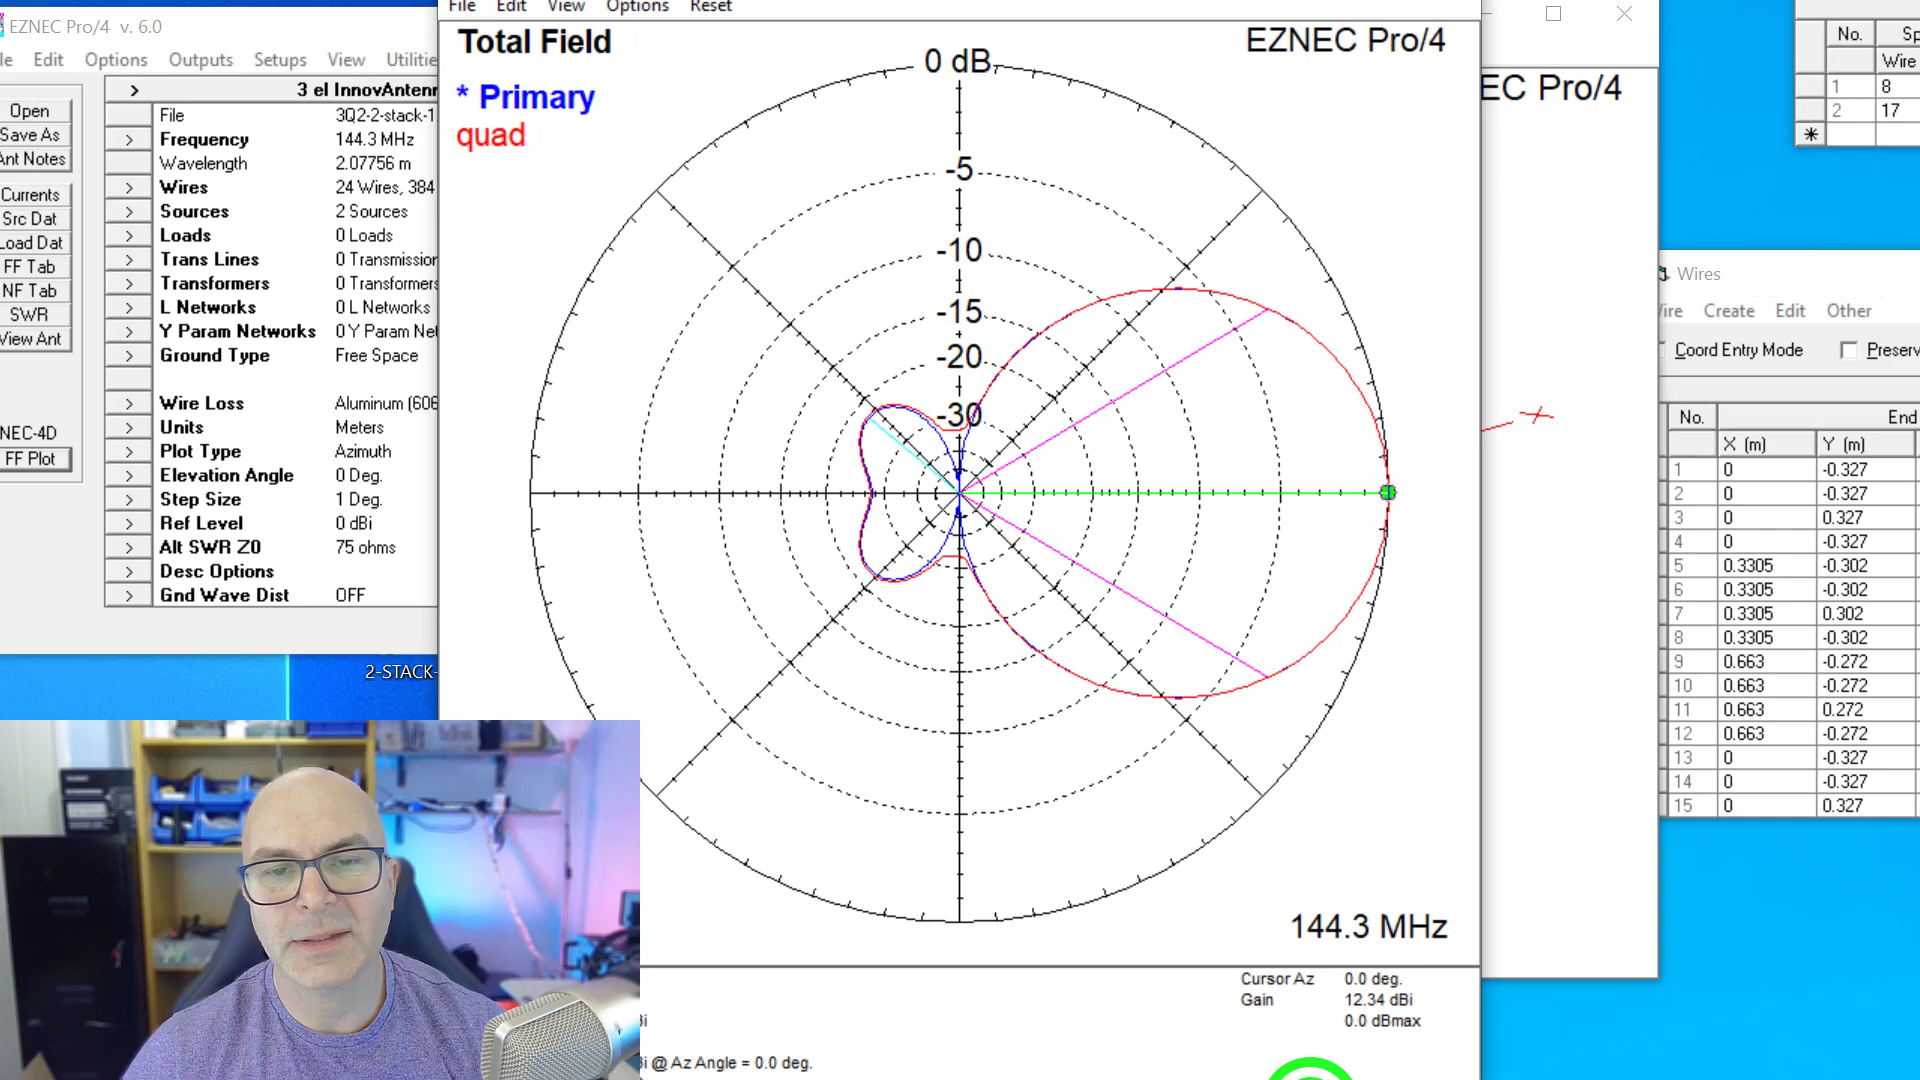 EZNEC Pro/4 v. 6.0
Edit Options Outputs Setups View
Open
Save As
Ant Notes
Currents
Src Dat
Load Dat
FF Tab
NF Tab
SWR
View Ant
NEC-4D
FF Plot
> 3 el InnovAntenn
File 3Q2-2-stack-1
> Frequency 144.3 MHz
Wavelength 2.07756 m
> Wires 24 Wires, 384
> Sources 2 Sources
> Loads 0 Loads
> Trans Lines 0 Transmission
> Transformers 0 Transformers
> L Networks 0 L Networks
> Y Param Networks 0 Y Param Net
> Ground Type Free Space
> Wire Loss Aluminum (606
> Units Meters
> Plot Type Azimuth
> Elevation Angle 0 Deg.
> Step Size 1 Deg.
> Ref Level 0 dBi
> Alt SWR Z0 75 ohms
> Desc Options
> Gnd Wave Dist OFF
2-STACK-
File Edit View Options Reset
Total Field
EZNEC Pro/4
* Primary
quad
0 dB
-5
-10
-15
-20
-30
144.3 MHz
Cursor Az 0.0 deg.
Gain 12.34 dBi
0.0 dBmax
@ Az Angle = 0.0 deg.
EC Pro/4
No. Sp
Wire
1 8
2 17
Wires
Create Edit Other
Coord Entry Mode Preserv
No. End
X (m) Y (m)
1 0 -0.327
2 0 -0.327
3 0 0.327
4 0 -0.327
5 0.3305 -0.302
6 0.3305 -0.302
7 0.3305 0.302
8 0.3305 -0.302
9 0.663 -0.272
10 0.663 -0.272
11 0.663 0.272
12 0.663 -0.272
13 0 -0.327
14 0 -0.327
15 0 0.327